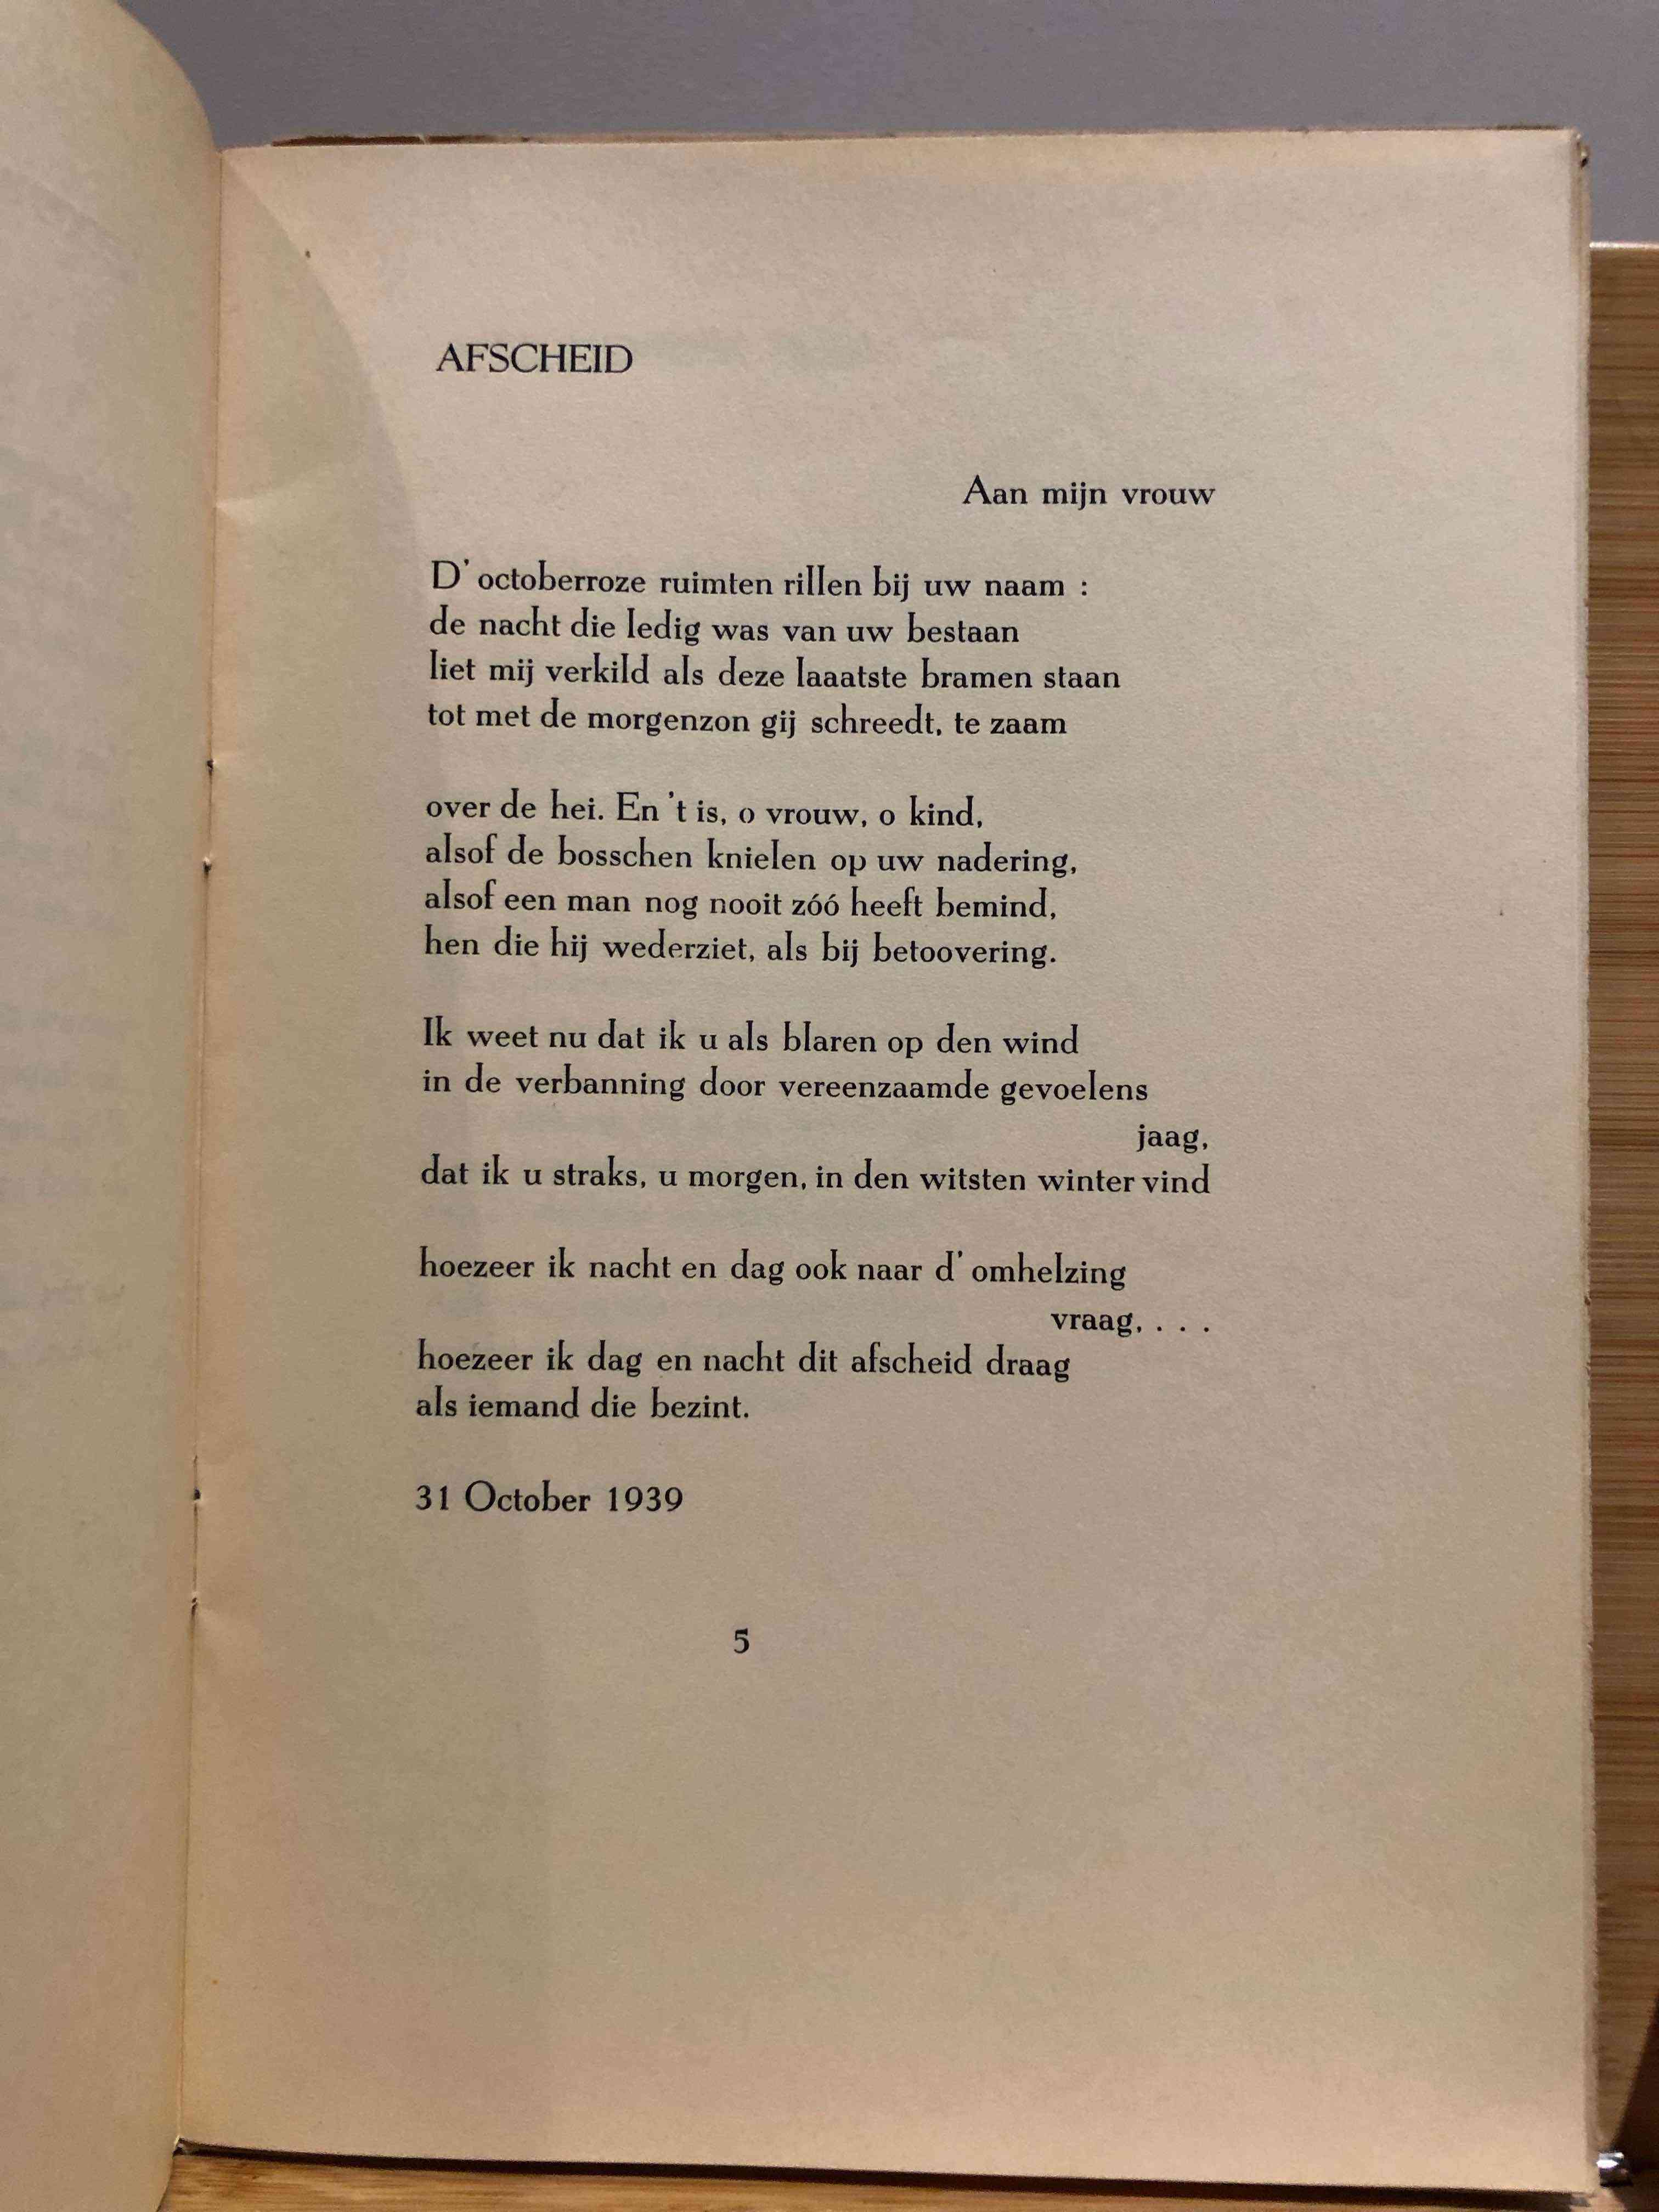 AFSCHEID
Aan mijn vrouw
D' octoberroze ruimten rillen bij uw naam :
de nacht die ledig was van uw bestaan
liet mij verkild als deze laaatste bramen staan
tot met de morgenzon gij schreedt, te zaam
over de hei. En 't is, o vrouw, o kind,
alsof de bosschen knielen op uw nadering,
alsof een man nog nooit zóó heeft bemind,
hen die hij wederziet, als bij betoovering.
Ik weet nu dat ik u als blaren op den wind
in de verbanning door vereenzaamde gevoelens
jaag,
dat ik u straks, u morgen, in den witsten winter vind
hoezeer ik nacht en dag ook naar d' omhelzing
vraag, . . .
hoezeer ik dag en nacht dit afscheid draag
als iemand die bezint.
31 October 1939
5